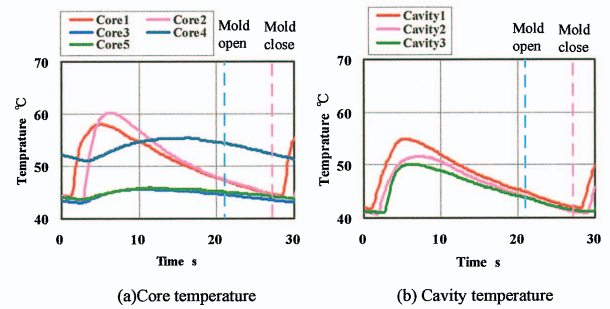 Core1 Core2
Core3 Core4
Core5
Mold open
Mold close
Temprature ℃
70
60
50
40
0 10 20 30
Time s
(a)Core temperature
Cavity1
Cavity2
Cavity3
Mold open
Mold close
Temprature ℃
70
60
50
40
0 10 20 30
Time s
(b) Cavity temperature